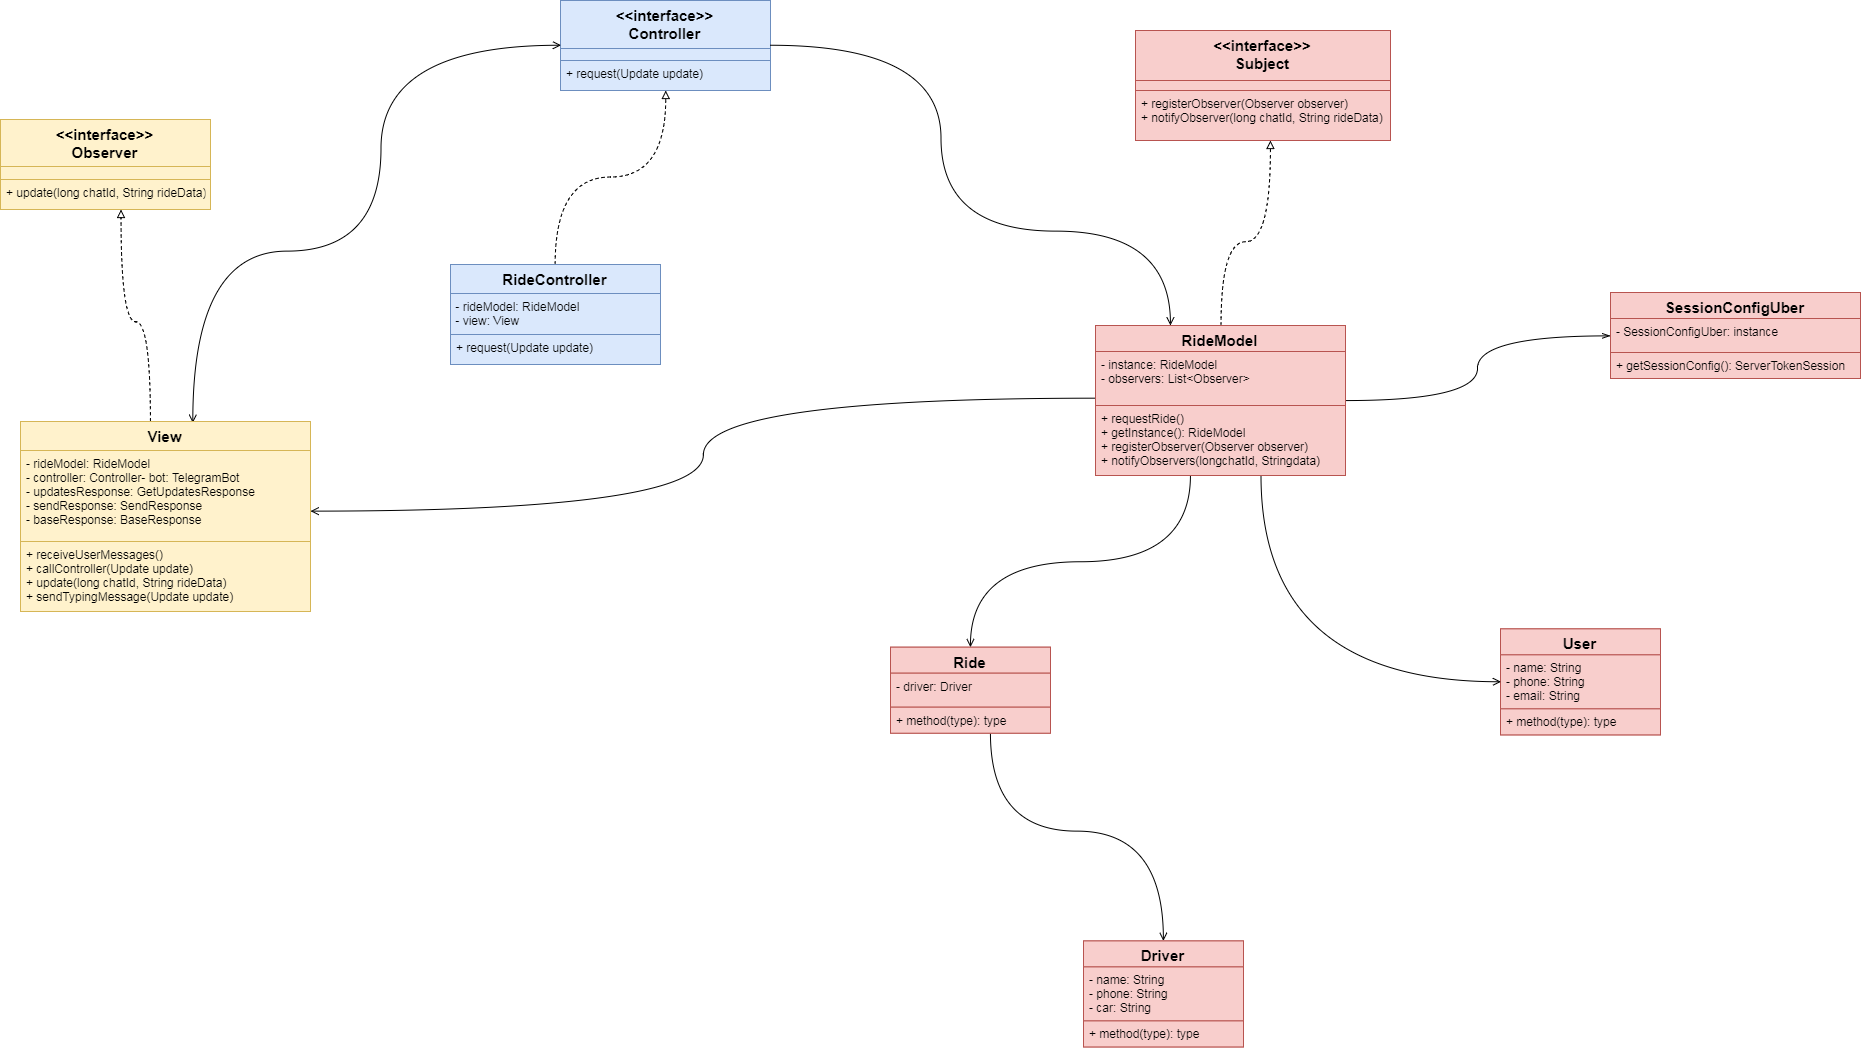 <<interface>>
Controller
+ request(Update update)
<<interface>>
Subject
+ registerObserver(Observer observer)
+ notifyObserver(long chatId, String rideData)
<<interface>>
Observer
+ update(long chatId, String rideData)
RideController
- rideModel: RideModel
- view: View
+ request(Update update)
SessionConfigUber
- SessionConfigUber: instance
+ getSessionConfig(): ServerTokenSession
RideModel
- instance: RideModel
- observers: List<Observer>
+ requestRide()
+ getInstance(): RideModel
+ registerObserver(Observer observer)
+ notifyObservers(longchatId, Stringdata)
View
- rideModel: RideModel
- controller: Controller- bot: TelegramBot
- updatesResponse: GetUpdatesResponse
- sendResponse: SendResponse
- baseResponse: BaseResponse
+ receiveUserMessages()
+ callController(Update update)
+ update(long chatId, String rideData)
+ sendTypingMessage(Update update)
Ride
- driver: Driver
+ method(type): type
User
- name: String
- phone: String
- email: String
+ method(type): type
Driver
- name: String
- phone: String
- car: String
+ method(type): type